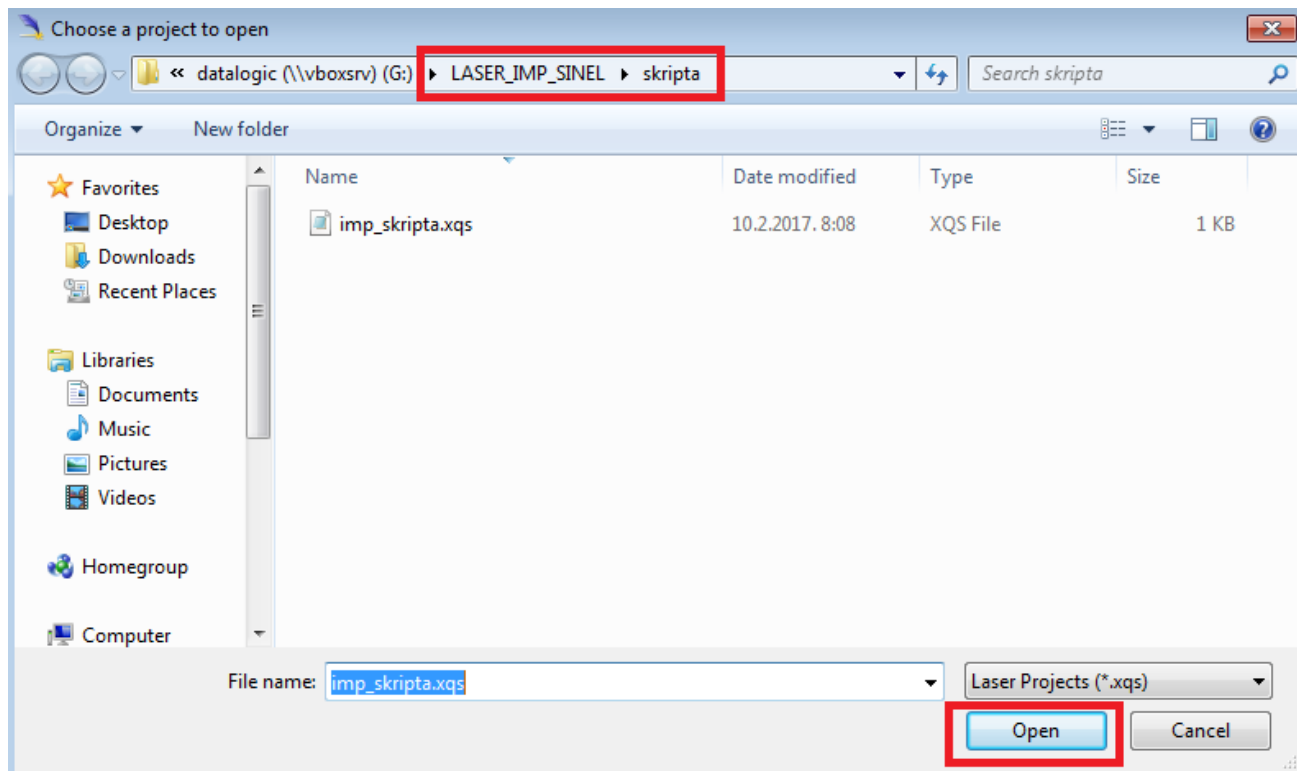 Choose a project to open
« datalogic (\\vboxsrv) (G:) ▸ LASER_IMP_SINEL ▸ skripta
Search skripta
Organize
New folder
Favorites
Desktop
Downloads
Recent Places
Libraries
Documents
Music
Pictures
Videos
Homegroup
Computer
Name Date modified Type Size
imp_skripta.xqs 10.2.2017. 8:08 XQS File 1 KB
File name: imp_skripta.xqs Laser Projects (*.xqs)
Open Cancel